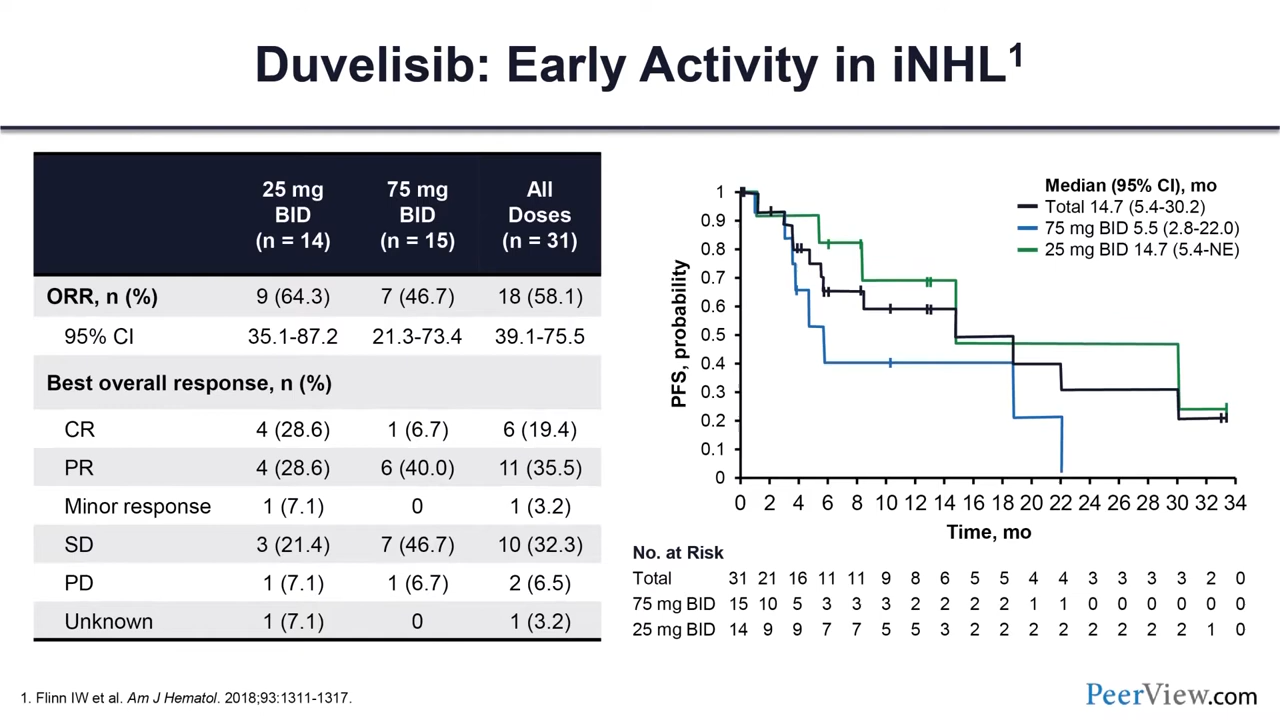 Duvelisib: Early Activity in iNHL1
25 mg BID (n = 14) 75 mg BID (n = 15) All Doses (n = 31)
ORR, n (%) 9 (64.3) 7 (46.7) 18 (58.1)
95% CI 35.1-87.2 21.3-73.4 39.1-75.5
Best overall response, n (%)
CR 4 (28.6) 1 (6.7) 6 (19.4)
PR 4 (28.6) 6 (40.0) 11 (35.5)
Minor response 1 (7.1) 0 1 (3.2)
SD 3 (21.4) 7 (46.7) 10 (32.3)
PD 1 (7.1) 1 (6.7) 2 (6.5)
Unknown 1 (7.1) 0 1 (3.2)
Median (95% CI), mo
Total 14.7 (5.4-30.2)
75 mg BID 5.5 (2.8-22.0)
25 mg BID 14.7 (5.4-NE)
PFS, probability
1
0.9
0.8
0.7
0.6
0.5
0.4
0.3
0.2
0.1
0
0 2 4 6 8 10 12 14 16 18 20 22 24 26 28 30 32 34
Time, mo
No. at Risk
Total 31 21 16 11 11 9 8 6 5 5 4 4 3 3 3 3 2 0
75 mg BID 15 10 5 3 3 3 2 2 2 2 1 1 0 0 0 0 0 0
25 mg BID 14 9 9 7 7 5 5 3 2 2 2 2 2 2 2 2 1 0
1. Flinn IW et al. Am J Hematol. 2018;93:1311-1317.
PeerView.com